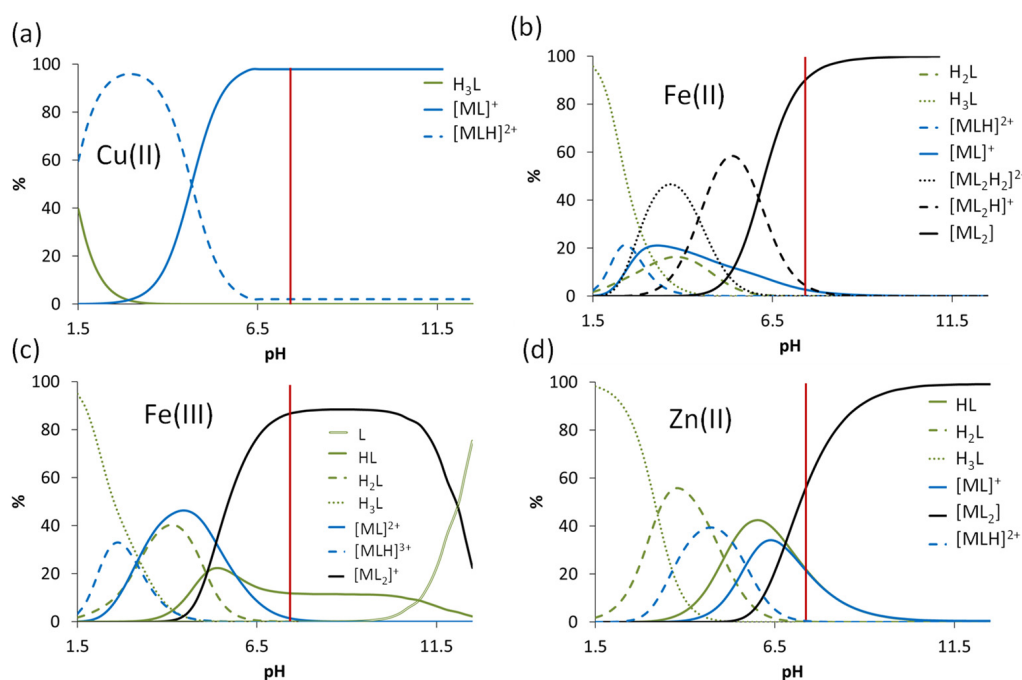 (a)
100
80
60
40
20
0
%
Cu(II)
H₃L
[ML]⁺
[MLH]²⁺
1.5
6.5
11.5
pH
(b)
100
80
60
40
20
0
%
Fe(II)
H₂L
H₃L
[MLH]²⁺
[ML]⁺
[ML₂H₂]²
[ML₂H]⁺
[ML₂]
1.5
6.5
11.5
pH
(c)
100
80
60
40
20
0
%
Fe(III)
L
HL
H₂L
H₃L
[ML]²⁺
[MLH]³⁺
[ML₂]⁺
1.5
6.5
11.5
pH
(d)
100
80
60
40
20
0
%
Zn(II)
HL
H₂L
H₃L
[ML]⁺
[ML₂]
[MLH]²⁺
1.5
6.5
11.5
pH